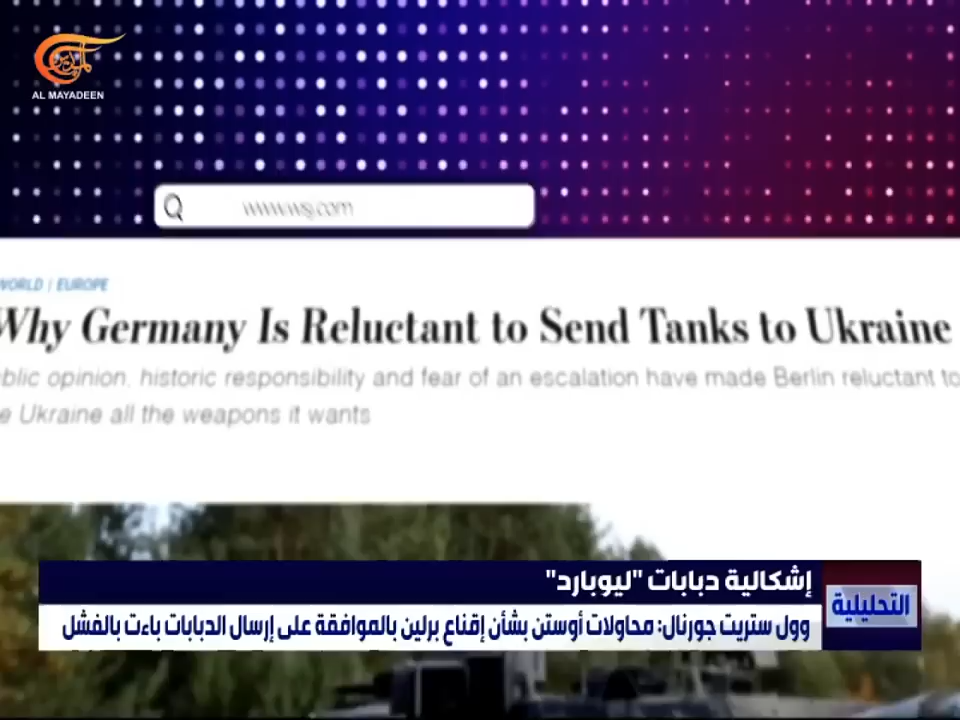 AL MAYADEEN
www.wsj.com
WORLD | EUROPE
Why Germany Is Reluctant to Send Tanks to Ukraine
opinion, historic responsibility and fear of an escalation have made Berlin reluctant to
Ukraine all the weapons it wants
إشكالية دبابات "ليوبارد"
التحليلية
وول ستريت جورنال: محاولات أوستن بشأن إقناع برلين بالموافقة على إرسال الدبابات باءت بالفشل